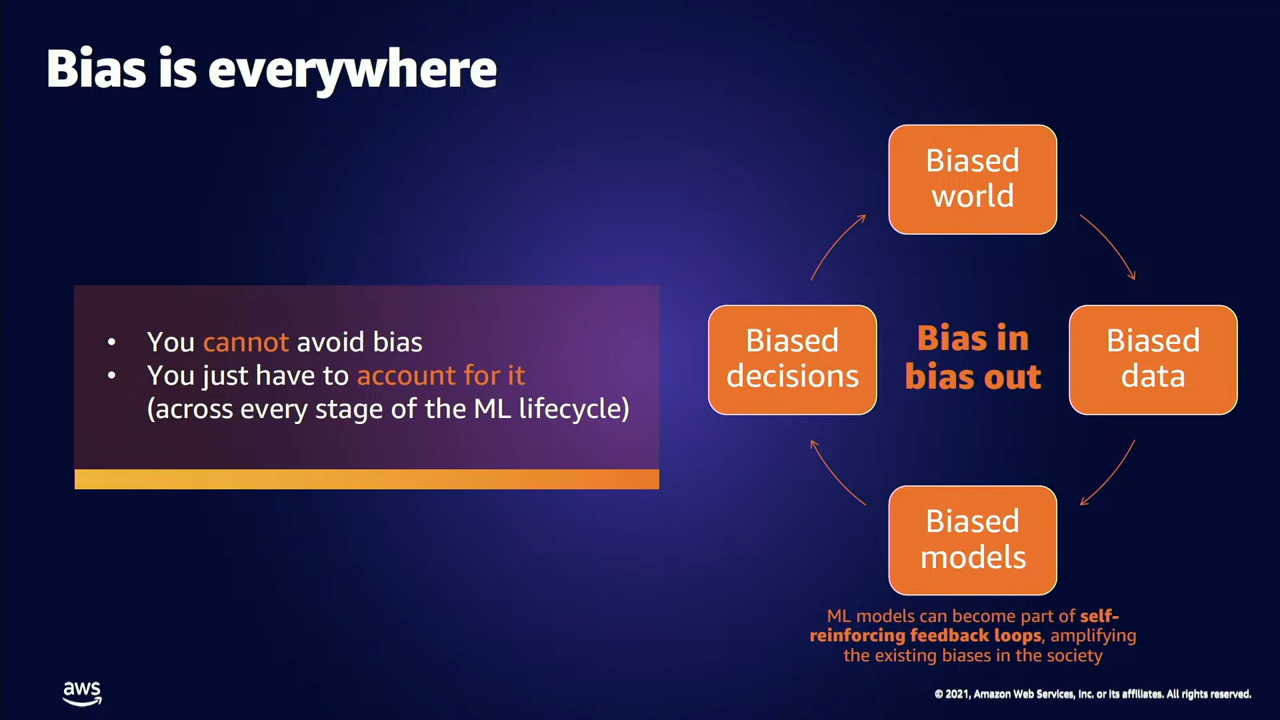 Bias is everywhere
• You cannot avoid bias
• You just have to account for it
(across every stage of the ML lifecycle)
Biased
world
Biased
data
Biased
models
Biased
decisions
Bias in
bias out
ML models can become part of self-
reinforcing feedback loops, amplifying
the existing biases in the society
aws
© 2021, Amazon Web Services, Inc. or its affiliates. All rights reserved.